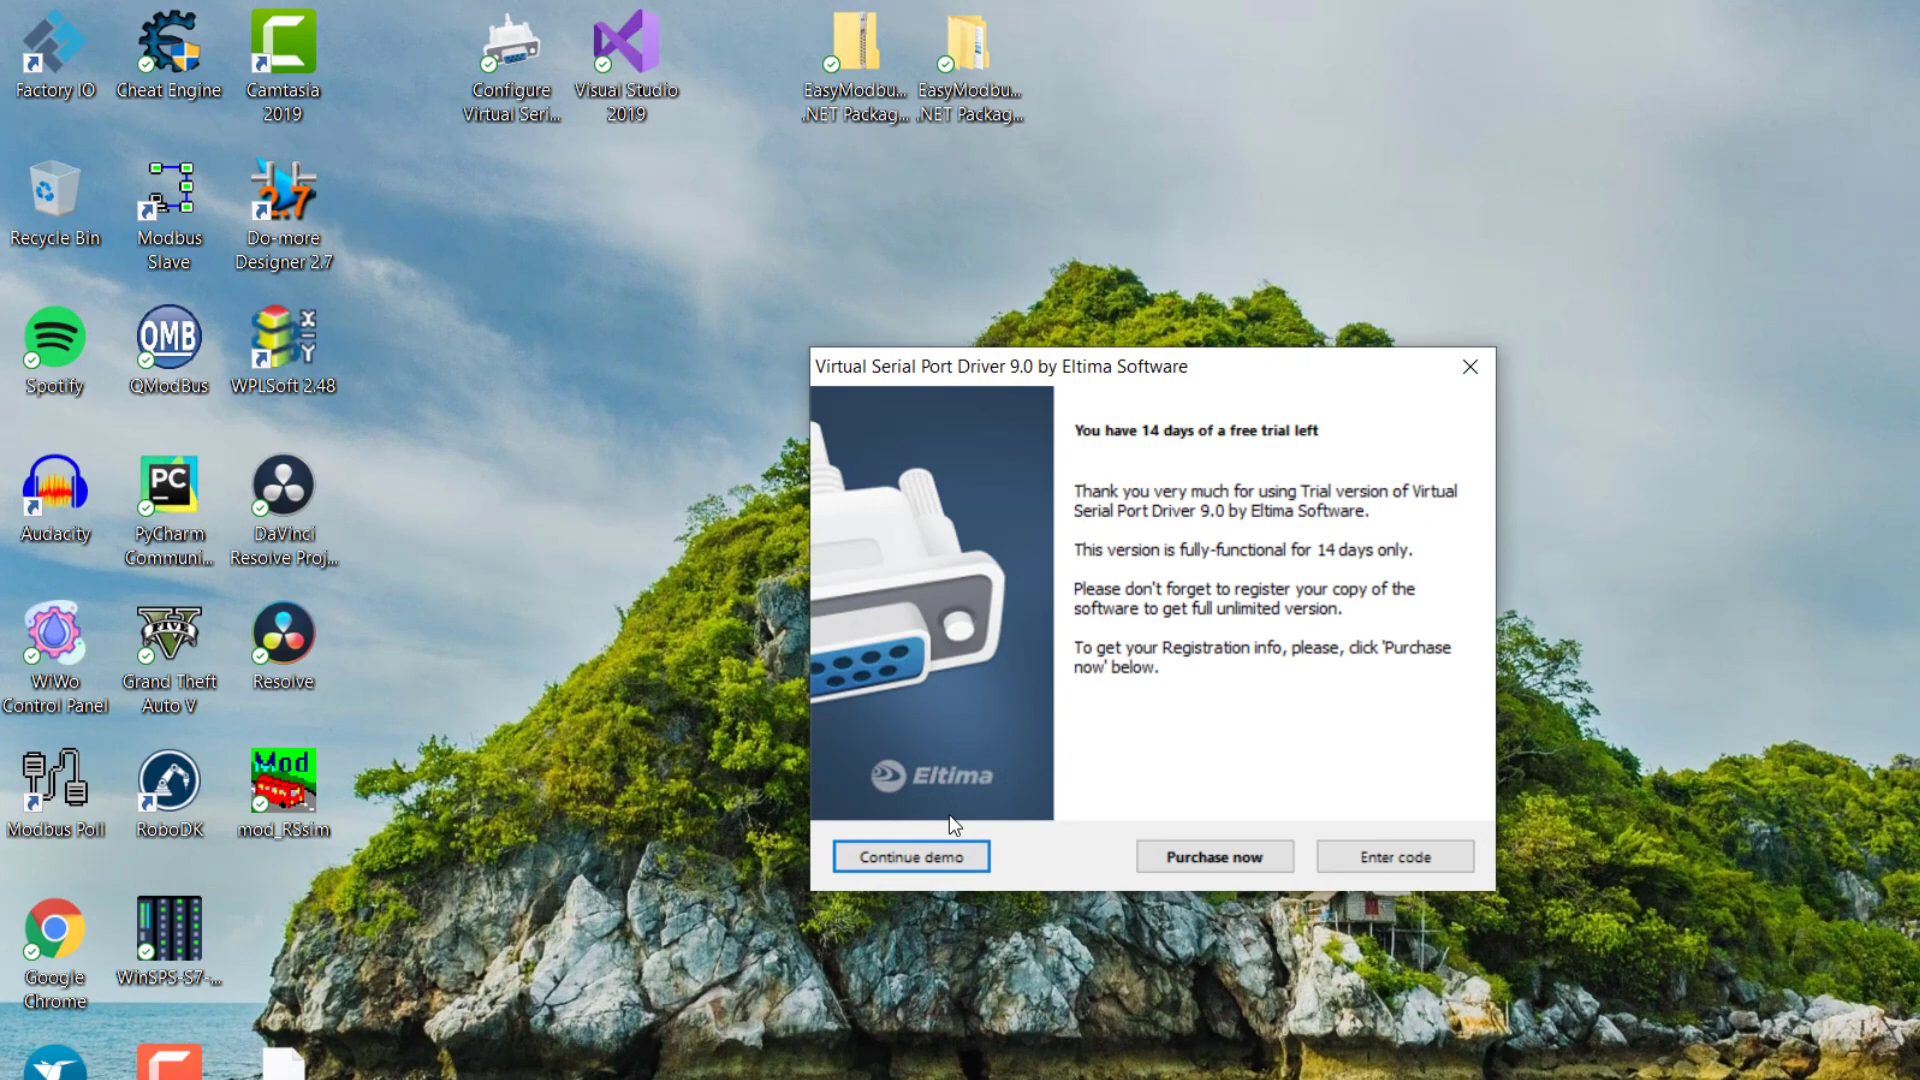 Factory IO
Cheat Engine
Camtasia
2019
Configure
Virtual Seri...
Visual Studio
2019
EasyModbu...
.NET Packag...
EasyModbu...
.NET Packag...
Recycle Bin
Modbus
Slave
2.7
Do-more
Designer 2.7
Spotify
QMB
QModBus
X
=
Y
WPLSoft 2.48
Audacity
PC
PyCharm
Communi...
DaVinci
Resolve Proj...
WiWo
Control Panel
FIVE
Grand Theft
Auto V
Resolve
Modbus Poll
RoboDK
Mod
mod_RSsim
Google
Chrome
WinSPS-S7-...
Virtual Serial Port Driver 9.0 by Eltima Software
You have 14 days of a free trial left
Thank you very much for using Trial version of Virtual
Serial Port Driver 9.0 by Eltima Software.
This version is fully-functional for 14 days only.
Please don't forget to register your copy of the
software to get full unlimited version.
To get your Registration info, please, click 'Purchase
now' below.
Eltima
Continue demo
Purchase now
Enter code